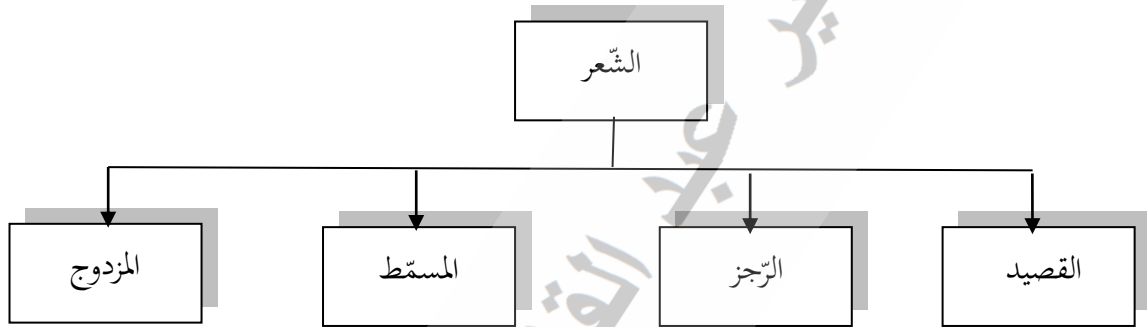 الشّعر
القصيد
الرّجز
المسمّط
المزدوج